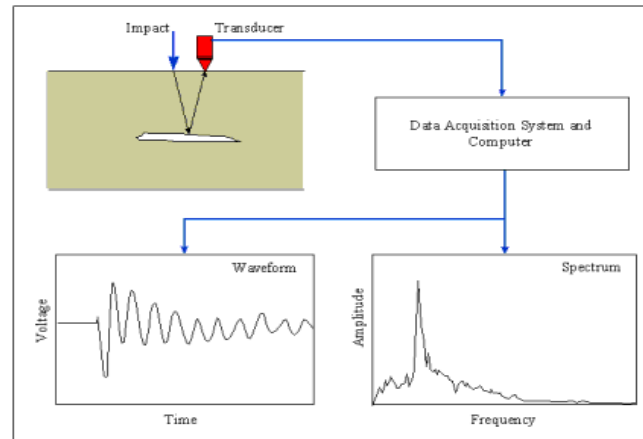 Impact
Transducer
Data Acquisition System and
Computer
Waveform
Voltage
Time
Spectrum
Amplitude
Frequency